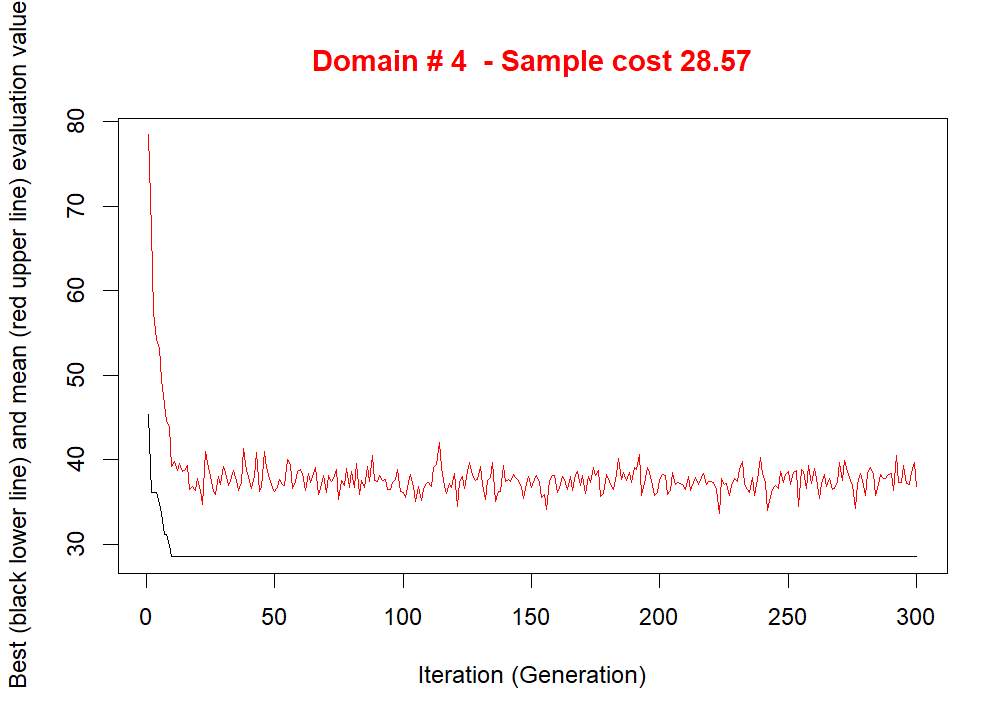 Domain # 4  - Sample cost 28.57
Best (black lower line) and mean (red upper line) evaluation value
80
70
60
50
40
30
0 50 100 150 200 250 300
Iteration (Generation)